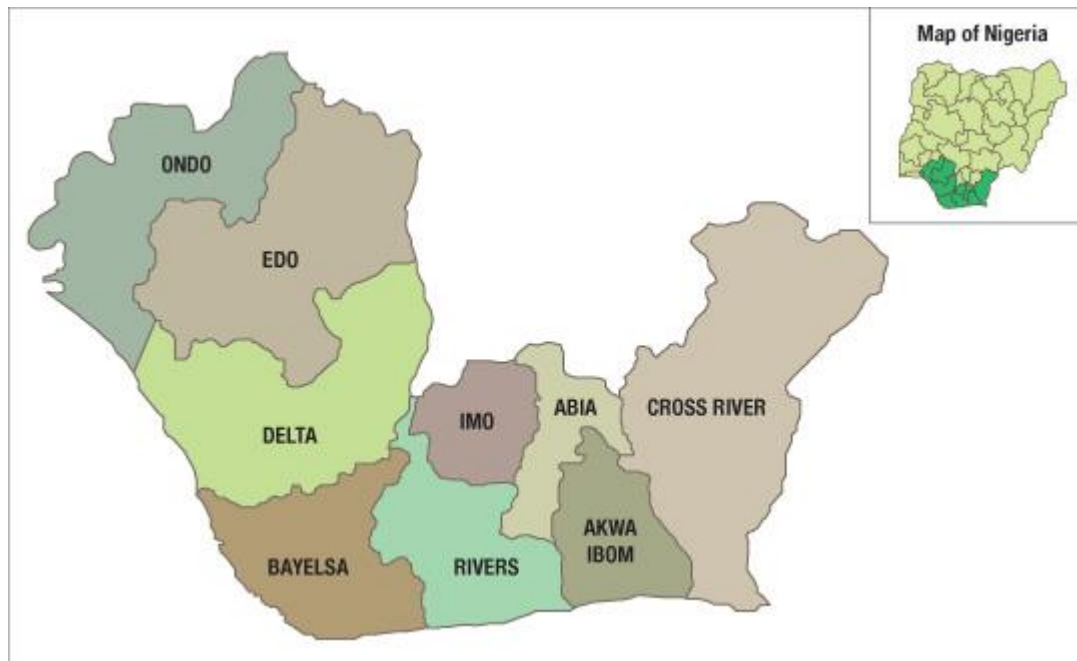 Map of Nigeria
ONDO
EDO
IMO
ABIA
CROSS RIVER
DELTA
AKWA
IBOM
BAYELSA
RIVERS